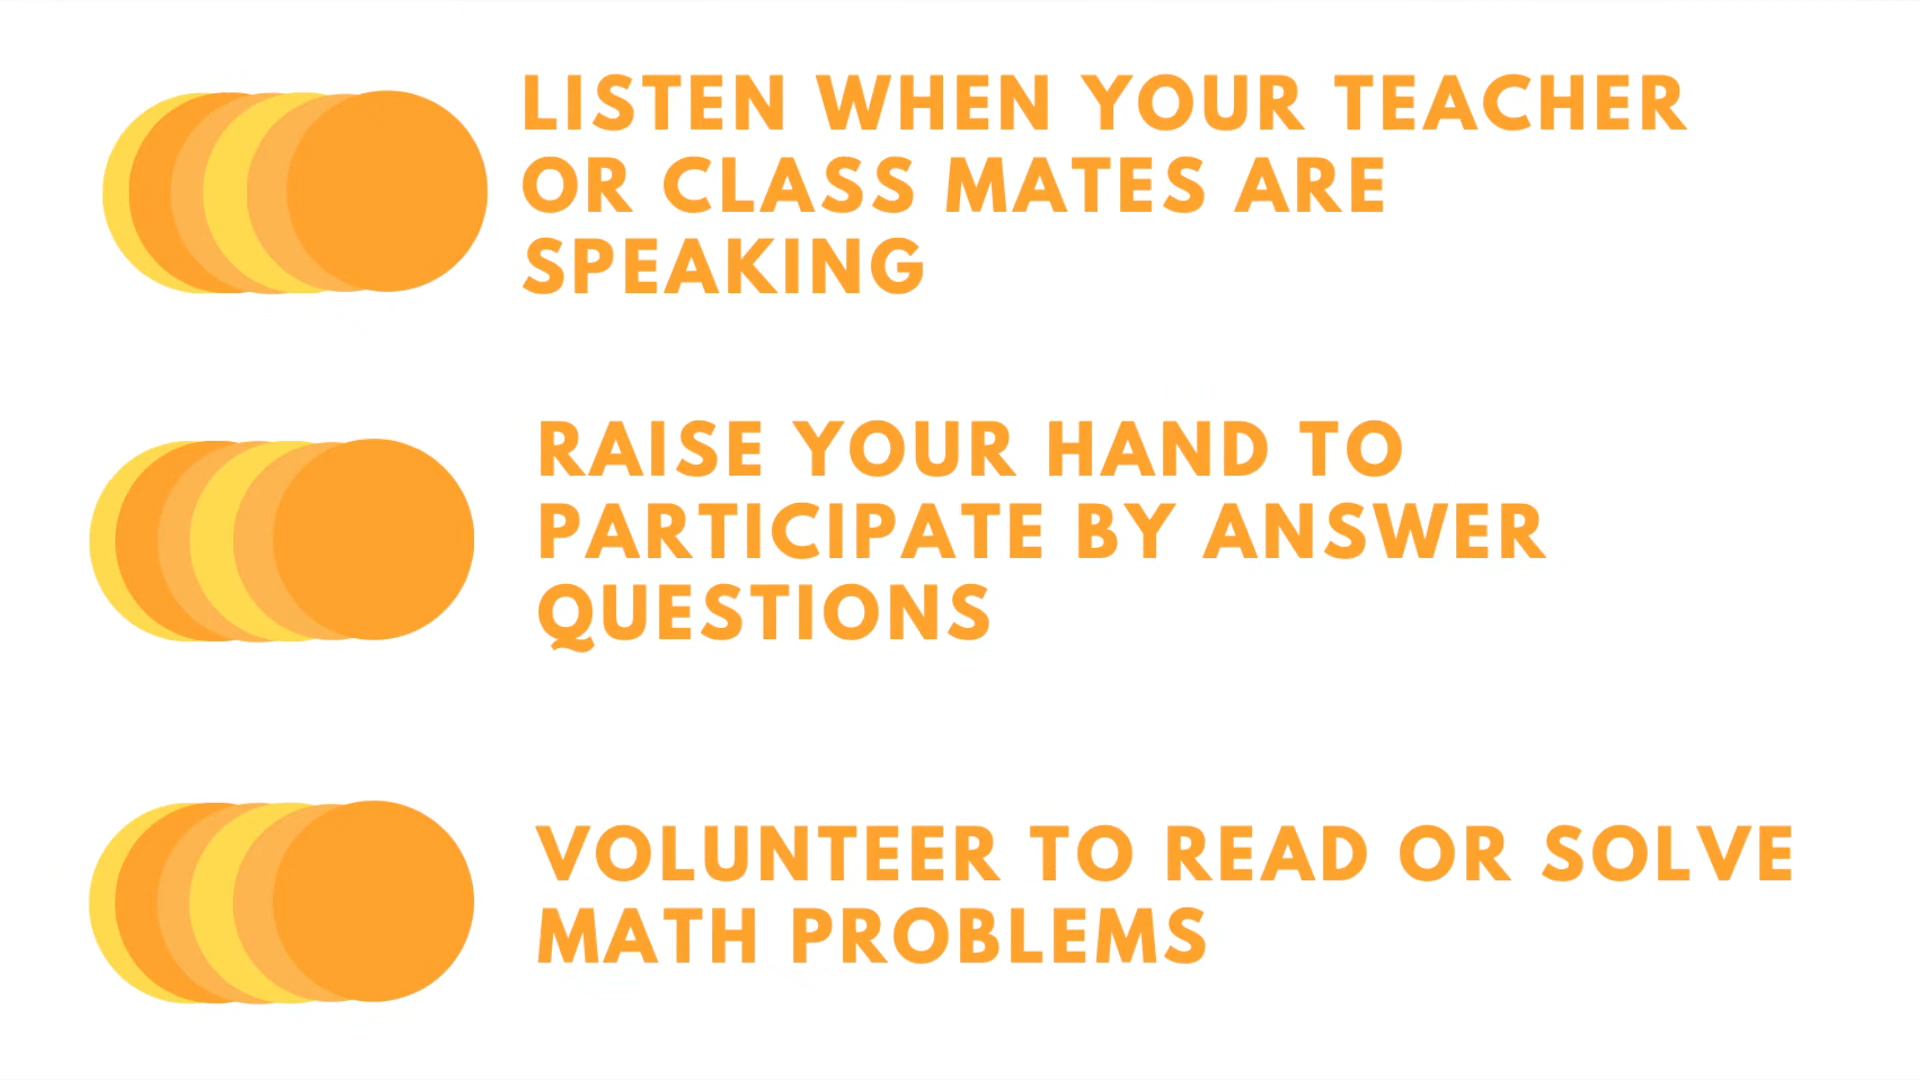 LISTEN WHEN YOUR TEACHER
OR CLASS MATES ARE
SPEAKING
RAISE YOUR HAND TO
PARTICIPATE BY ANSWER
QUESTIONS
VOLUNTEER TO READ OR SOLVE
MATH PROBLEMS